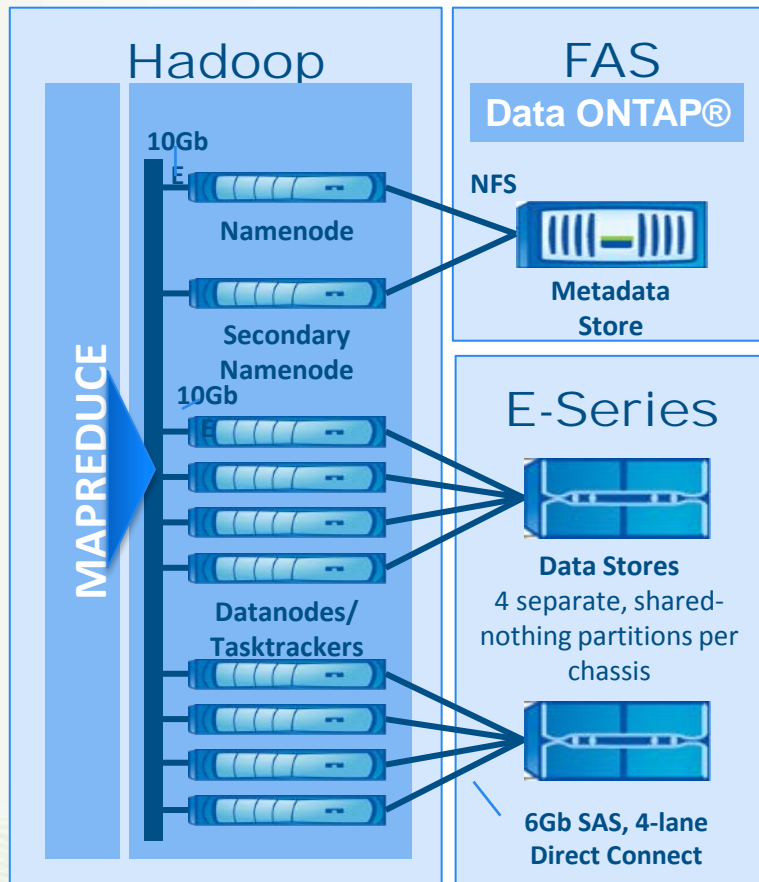 Hadoop
MAPREDUCE
10Gb
E
Namenode
Secondary
Namenode
10Gb
E
Datanodes/
Tasktrackers
FAS
Data ONTAP®
NFS
Metadata
Store
E-Series
Data Stores
4 separate, shared-
nothing partitions per
chassis
6Gb SAS, 4-lane
Direct Connect